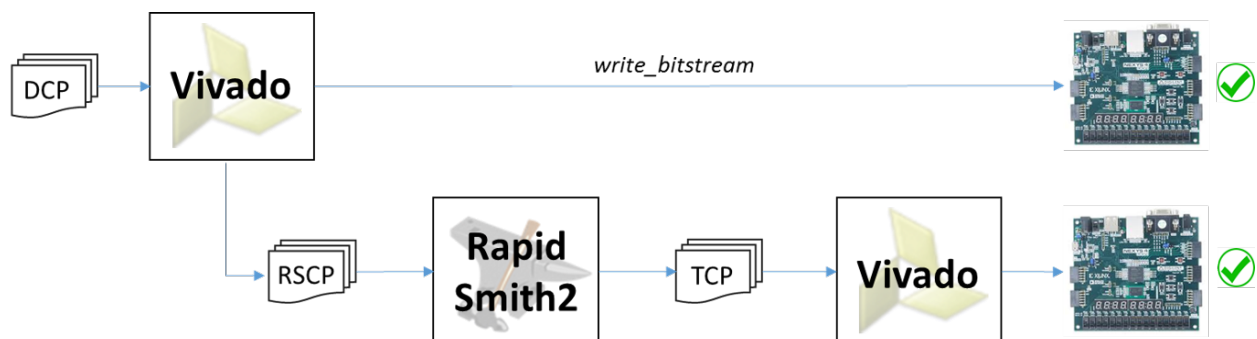 DCP
Vivado
write_bitstream
RSCP
Rapid
Smith2
TCP
Vivado